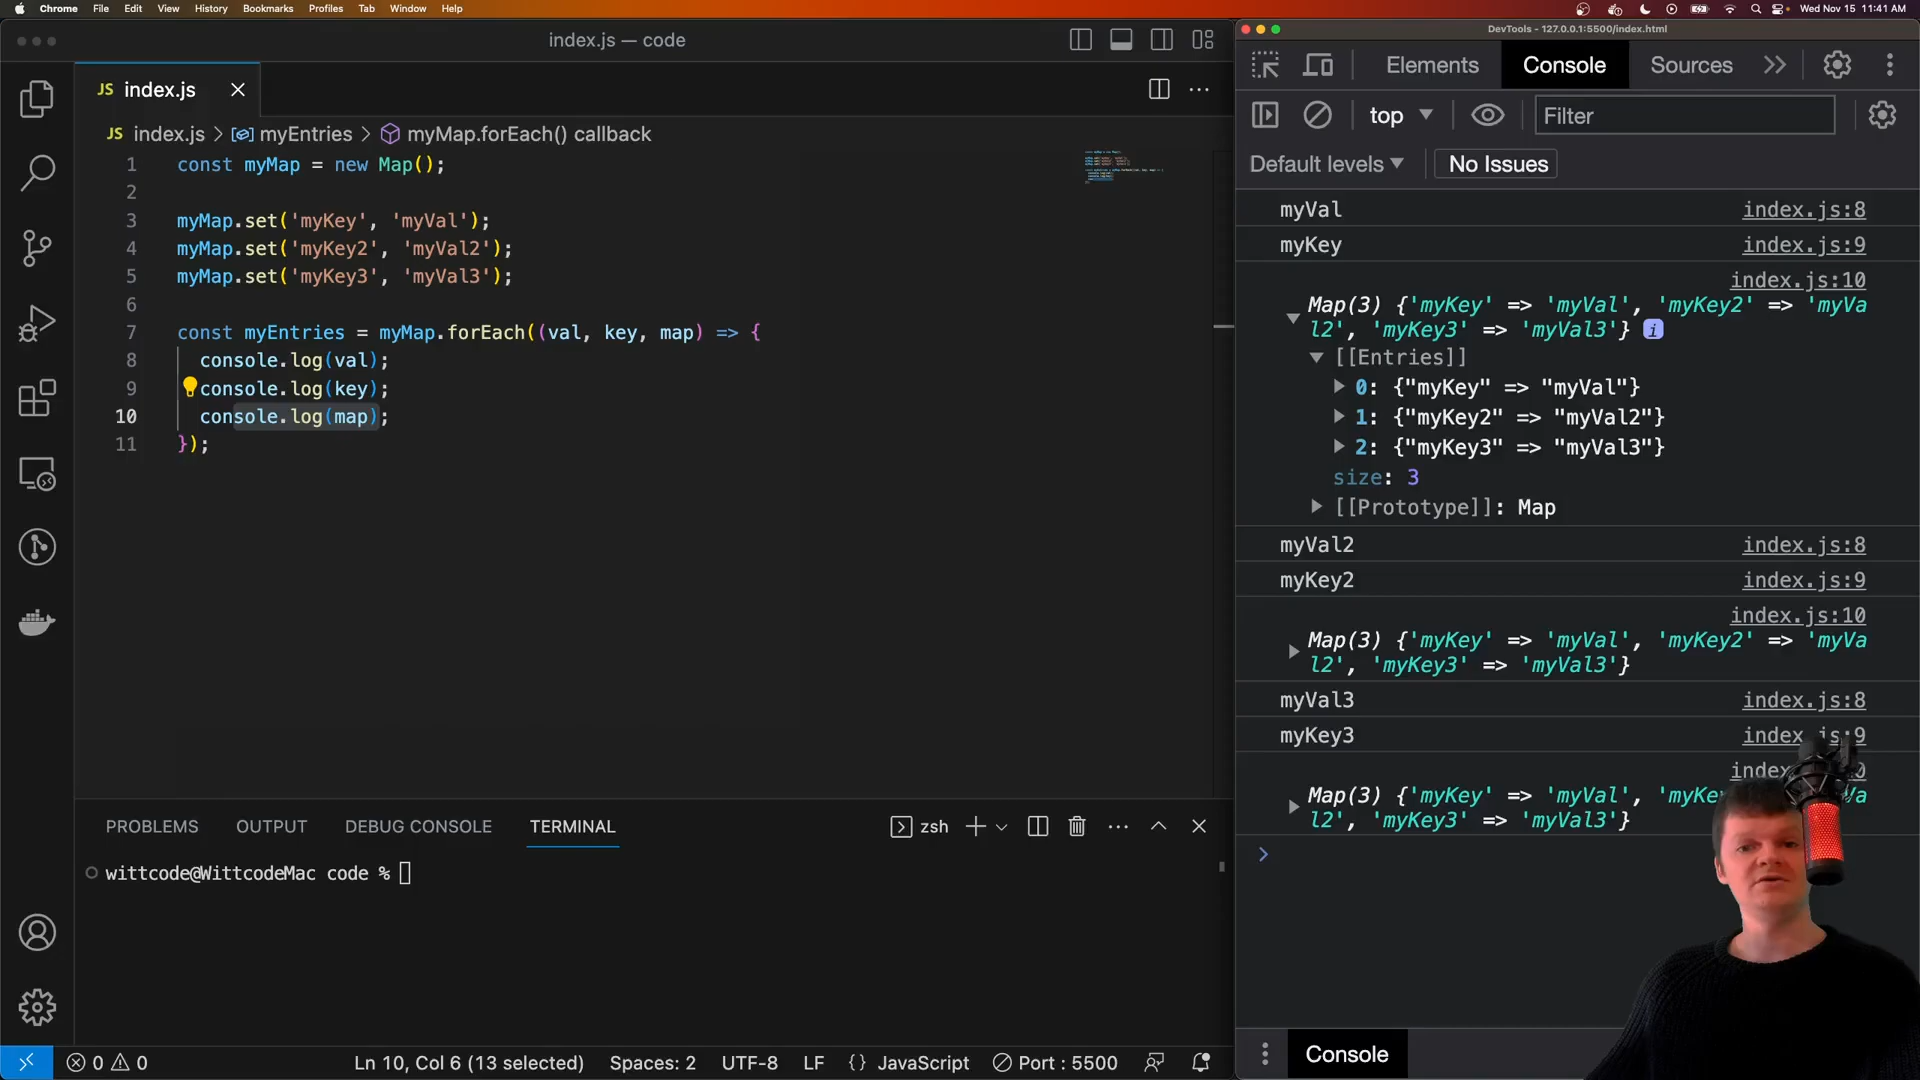 Chrome File Edit View History Bookmarks Profiles Tab Window Help
Wed Nov 15 11:41 AM
index.js — code
JS index.js
JS index.js > myEntries > myMap.forEach() callback
1 const myMap = new Map();
2
3 myMap.set('myKey', 'myVal');
4 myMap.set('myKey2', 'myVal2');
5 myMap.set('myKey3', 'myVal3');
6
7 const myEntries = myMap.forEach((val, key, map) => {
8 console.log(val);
9 console.log(key);
10 console.log(map);
11 });
PROBLEMS OUTPUT DEBUG CONSOLE TERMINAL
zsh
wittcode@WittcodeMac code %
0 0
Ln 10, Col 6 (13 selected) Spaces: 2 UTF-8 LF {} JavaScript Port : 5500
DevTools - 127.0.0.1:5500/index.html
Elements Console Sources
top Filter
Default levels No Issues
myVal index.js:8
myKey index.js:9
index.js:10
Map(3) {'myKey' => 'myVal', 'myKey2' => 'myVa
l2', 'myKey3' => 'myVal3'} i
[[Entries]]
0: {"myKey" => "myVal"}
1: {"myKey2" => "myVal2"}
2: {"myKey3" => "myVal3"}
size: 3
[[Prototype]]: Map
myVal2 index.js:8
myKey2 index.js:9
index.js:10
Map(3) {'myKey' => 'myVal', 'myKey2' => 'myVa
l2', 'myKey3' => 'myVal3'}
myVal3 index.js:8
myKey3 index.js:9
Map(3) {'myKey' => 'myVal',
l2', 'myKey3' => 'myVal3'}
Console